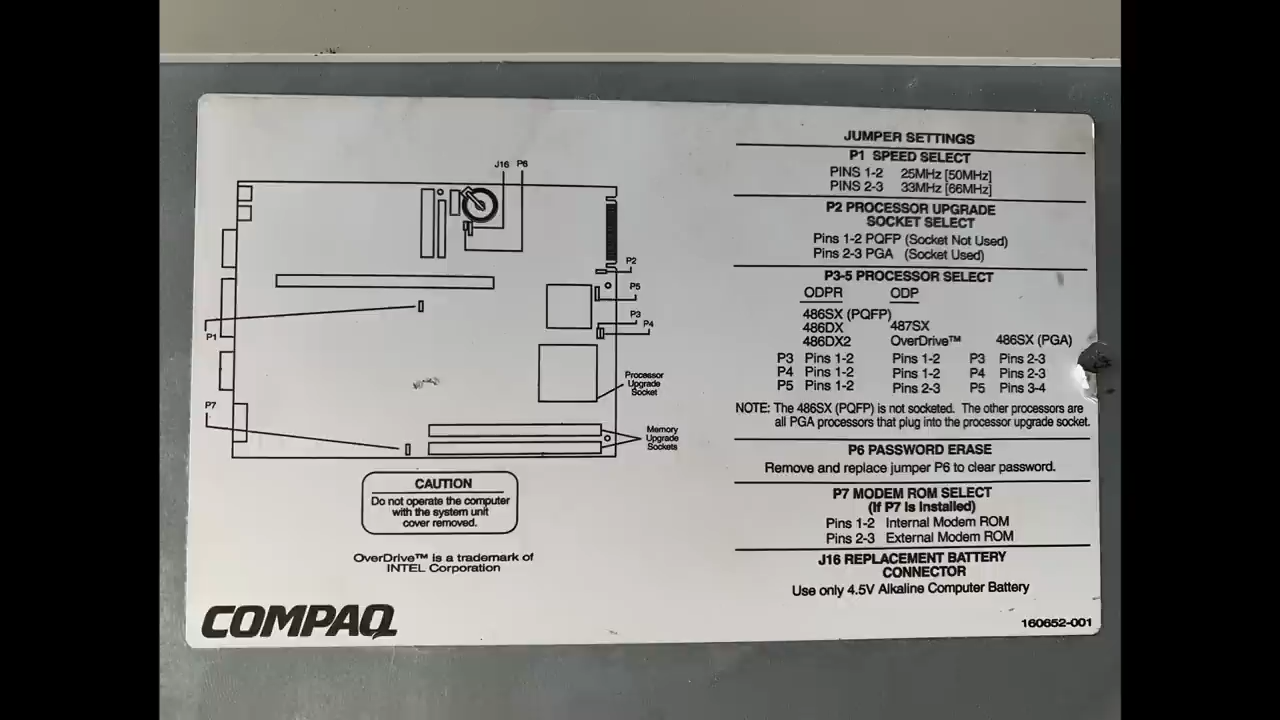 J16 P6
P2
P5
P3
P4
P1
P7
Processor
Upgrade
Socket
Memory
Upgrade
Sockets
CAUTION
Do not operate the computer
with the system unit
cover removed.
OverDrive™ is a trademark of
INTEL Corporation
COMPAQ
JUMPER SETTINGS
P1 SPEED SELECT
PINS 1-2 25MHz [50MHz]
PINS 2-3 33MHz [66MHz]
P2 PROCESSOR UPGRADE
SOCKET SELECT
Pins 1-2 PQFP (Socket Not Used)
Pins 2-3 PGA (Socket Used)
P3-5 PROCESSOR SELECT
ODPR ODP
486SX (PQFP)
486DX 487SX
486DX2 OverDrive™ 486SX (PGA)
P3 Pins 1-2 Pins 1-2 P3 Pins 2-3
P4 Pins 1-2 Pins 1-2 P4 Pins 2-3
P5 Pins 1-2 Pins 2-3 P5 Pins 3-4
NOTE: The 486SX (PQFP) is not socketed. The other processors are
all PGA processors that plug into the processor upgrade socket.
P6 PASSWORD ERASE
Remove and replace jumper P6 to clear password.
P7 MODEM ROM SELECT
(If P7 is Installed)
Pins 1-2 Internal Modem ROM
Pins 2-3 External Modem ROM
J16 REPLACEMENT BATTERY
CONNECTOR
Use only 4.5V Alkaline Computer Battery
160652-001